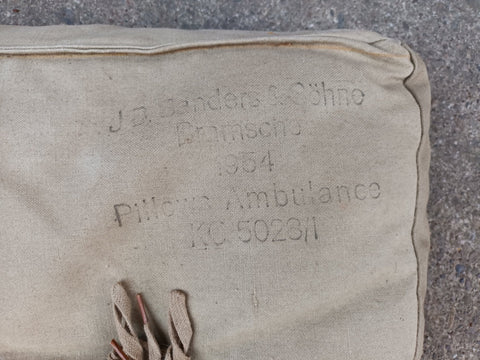 J.D. Sanders & Söhne
Bramsche
1954
Pillows Ambulance
KC 5023/1